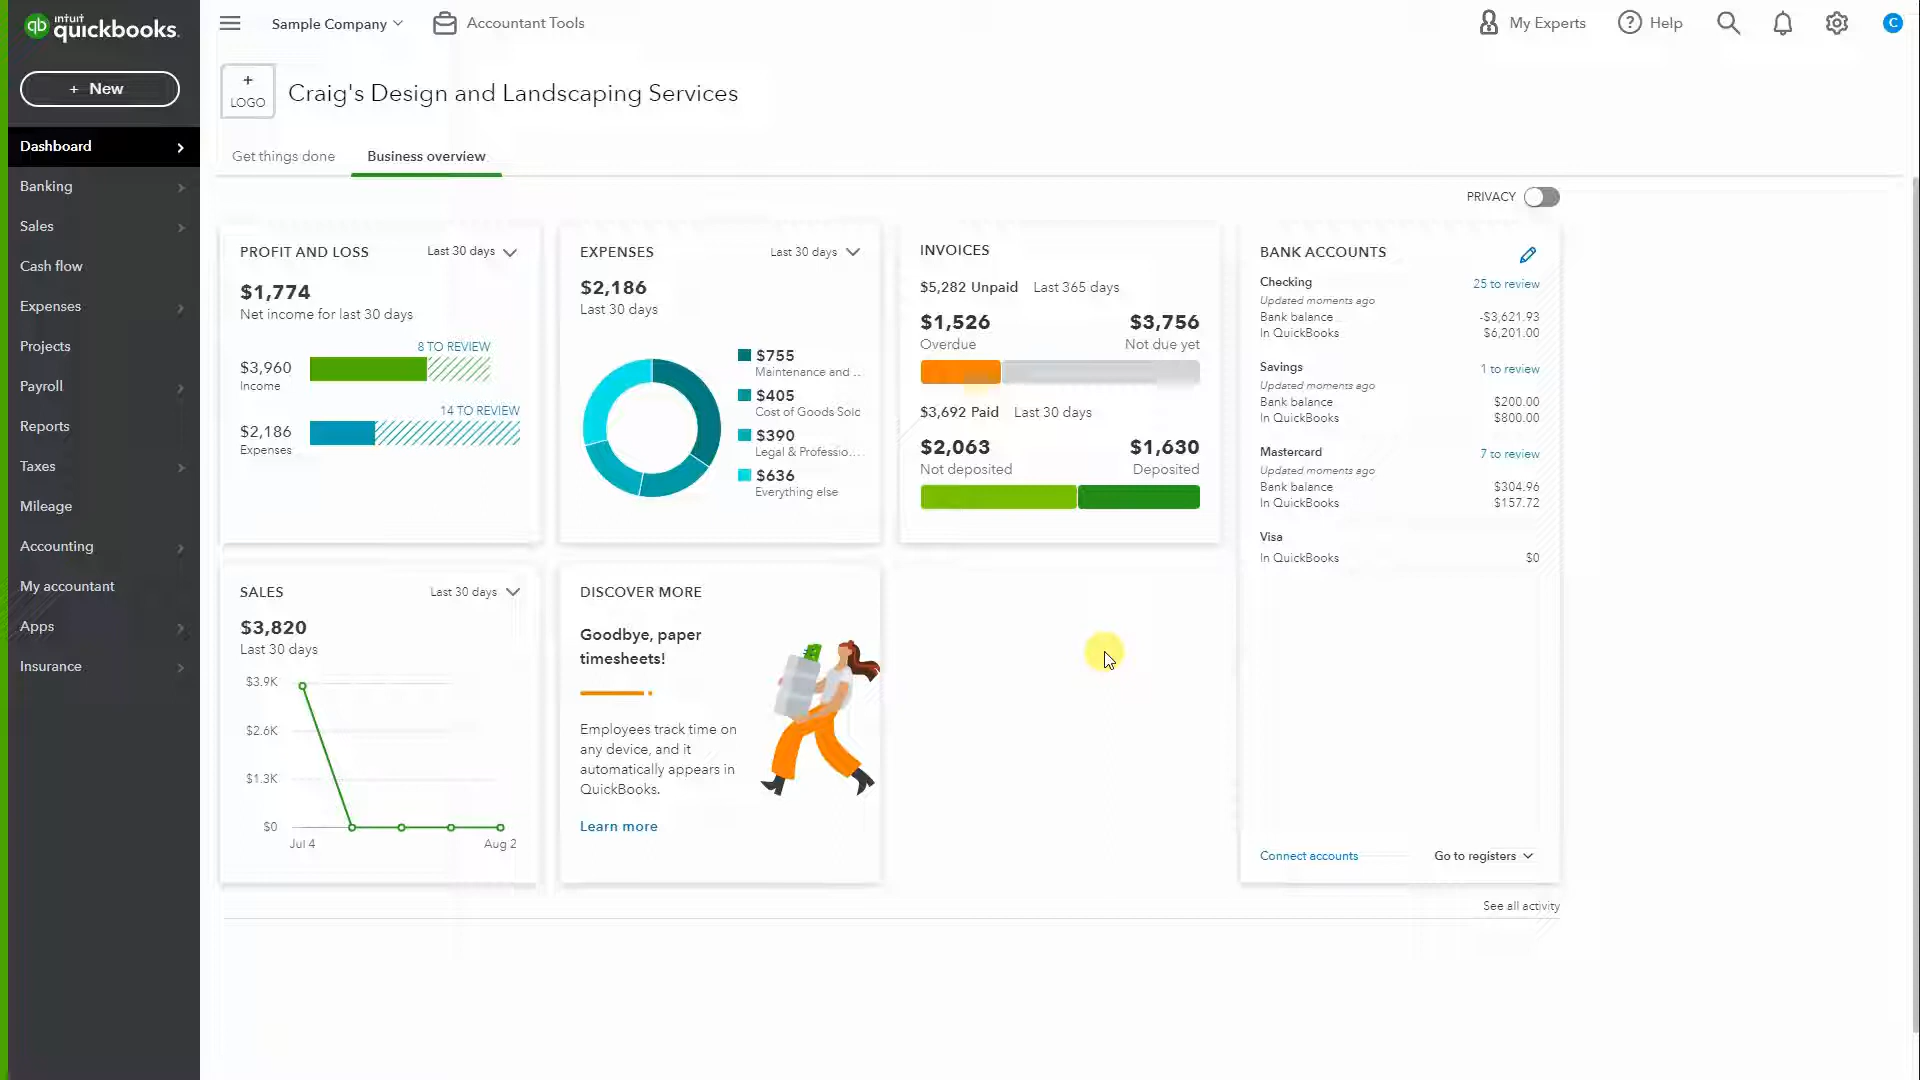 intuit
quickbooks.
+ New
Dashboard
Banking
Sales
Cash flow
Expenses
Projects
Payroll
Reports
Taxes
Mileage
Accounting
My accountant
Apps
Insurance
Sample Company
Accountant Tools
My Experts
Help
C
+
LOGO
Craig's Design and Landscaping Services
Get things done
Business overview
PRIVACY
PROFIT AND LOSS
Last 30 days
$1,774
Net income for last 30 days
8 TO REVIEW
$3,960
Income
14 TO REVIEW
$2,186
Expenses
EXPENSES
Last 30 days
$2,186
Last 30 days
$755
Maintenance and ...
$405
Cost of Goods Sold
$390
Legal & Professio...
$636
Everything else
INVOICES
$5,282 Unpaid Last 365 days
$1,526 $3,756
Overdue Not due yet
$3,692 Paid Last 30 days
$2,063 $1,630
Not deposited Deposited
BANK ACCOUNTS
Checking 25 to review
Updated moments ago
Bank balance -$3,621.93
In QuickBooks $6,201.00
Savings 1 to review
Updated moments ago
Bank balance $200.00
In QuickBooks $800.00
Mastercard 7 to review
Updated moments ago
Bank balance $304.96
In QuickBooks $157.72
Visa
In QuickBooks $0
Connect accounts Go to registers
SALES
Last 30 days
$3,820
Last 30 days
$3.9K
$2.6K
$1.3K
$0
Jul 4 Aug 2
DISCOVER MORE
Goodbye, paper
timesheets!
Employees track time on
any device, and it
automatically appears in
QuickBooks.
Learn more
See all activity